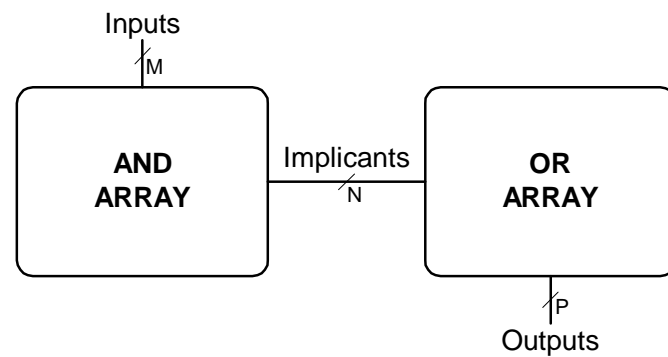 Inputs
M
AND
ARRAY
Implicants
N
OR
ARRAY
P
Outputs